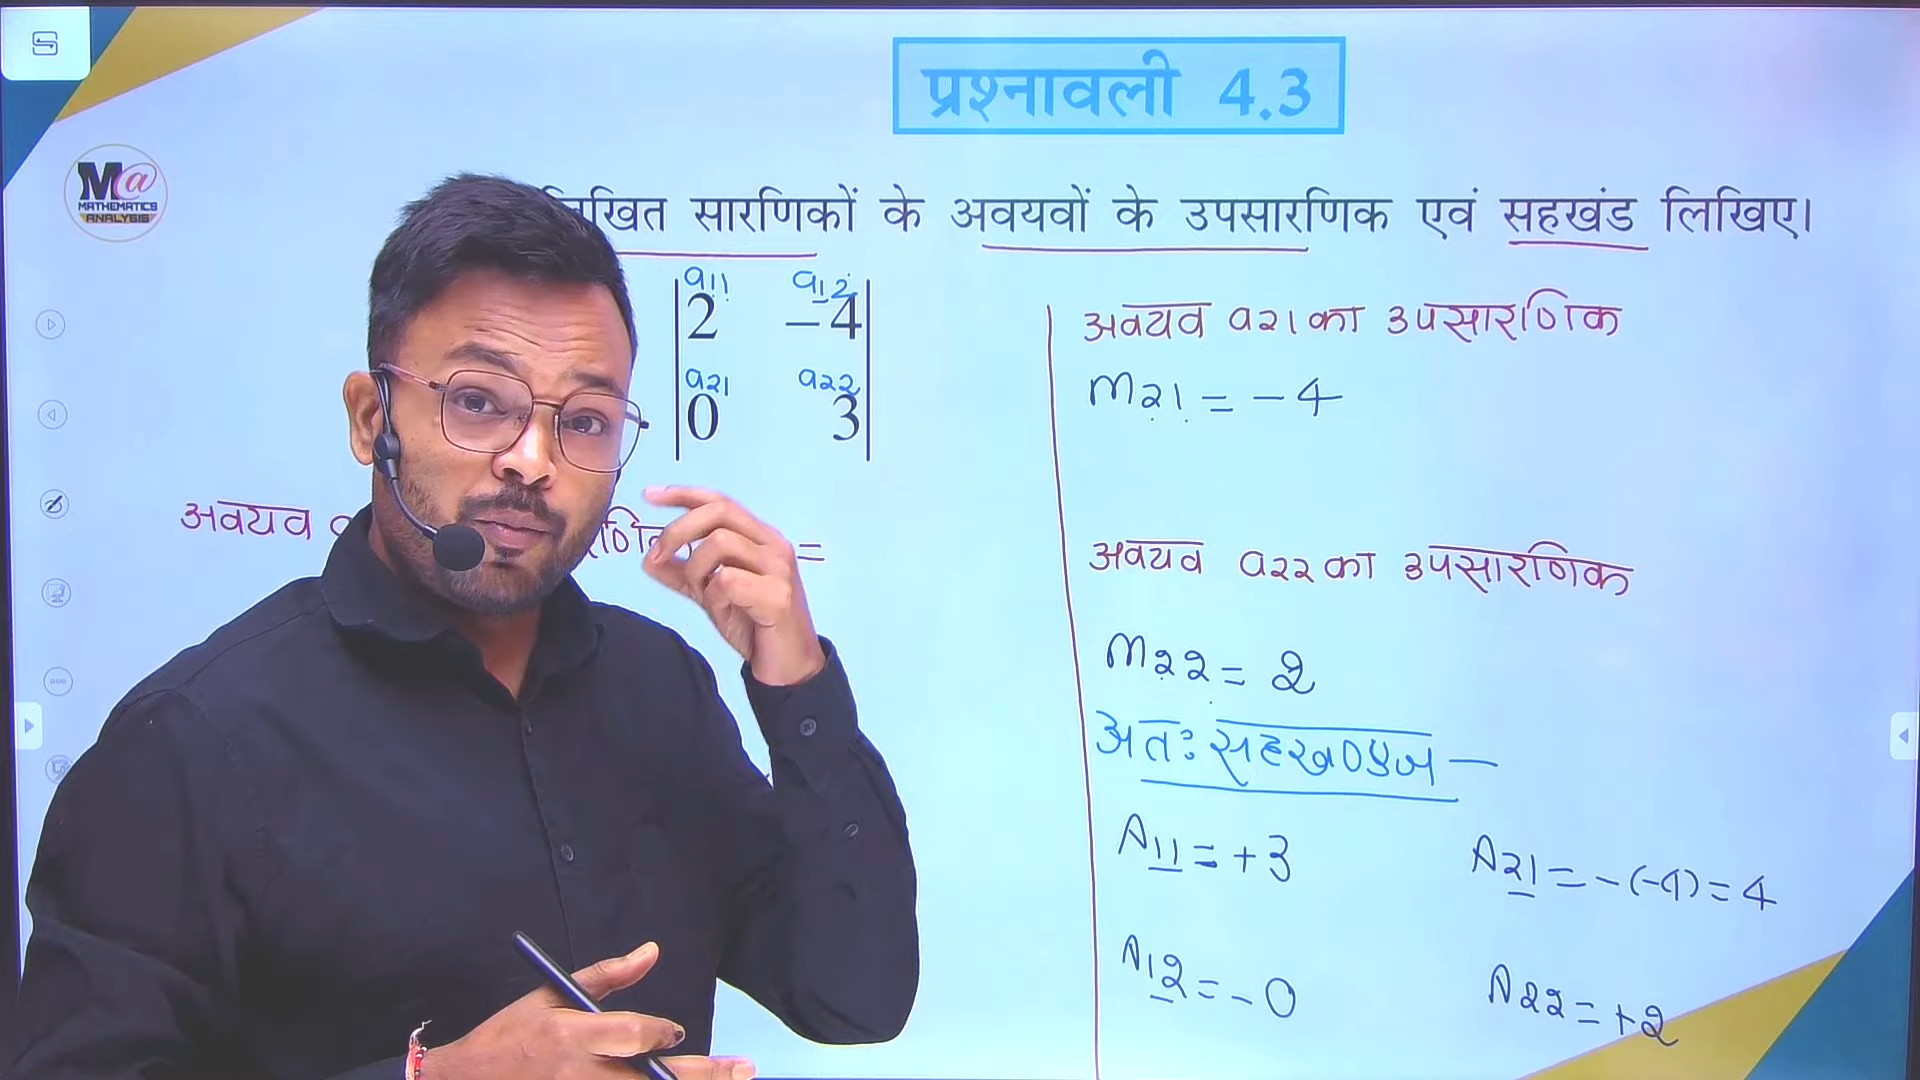 प्रश्नावली 4.3
M@
MATHEMATICS
ANALYSIS
सारणिकों के अवयवों के उपसारणिक एवं सहखंड लिखिए।
a11 a12
2 -4
a21 a22
0 3
अवयव
=
अवयव a21 का उपसारणिक
M21 = -4
अवयव a22 का उपसारणिक
M22 = 2
अतः सहखण्डज —
A11 = +3 A21 = -(-4) = 4
A12 = -0 A22 = +2